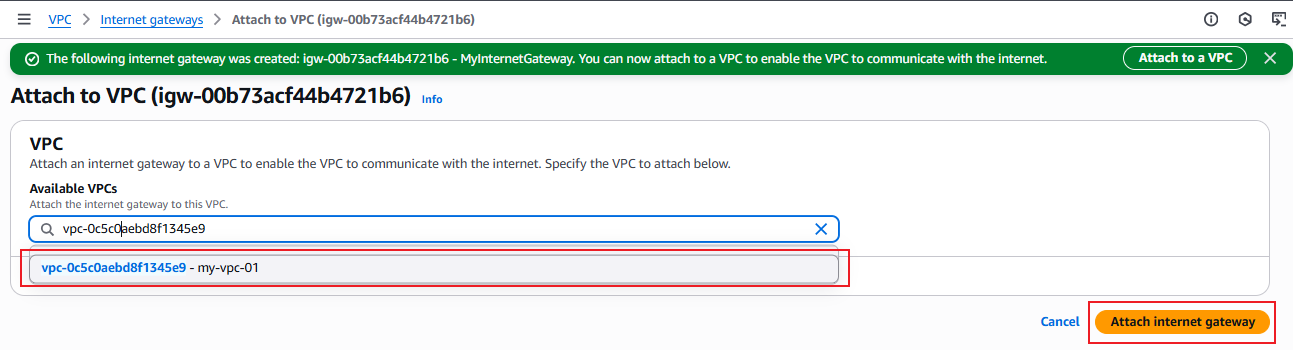 VPC > Internet gateways > Attach to VPC (igw-00b73acf44b4721b6)
The following internet gateway was created: igw-00b73acf44b4721b6 - MyInternetGateway. You can now attach to a VPC to enable the VPC to communicate with the internet. Attach to a VPC
Attach to VPC (igw-00b73acf44b4721b6) Info
VPC
Attach an internet gateway to a VPC to enable the VPC to communicate with the internet. Specify the VPC to attach below.
Available VPCs
Attach the internet gateway to this VPC.
vpc-0c5c0aebd8f1345e9
vpc-0c5c0aebd8f1345e9 - my-vpc-01
Cancel Attach internet gateway